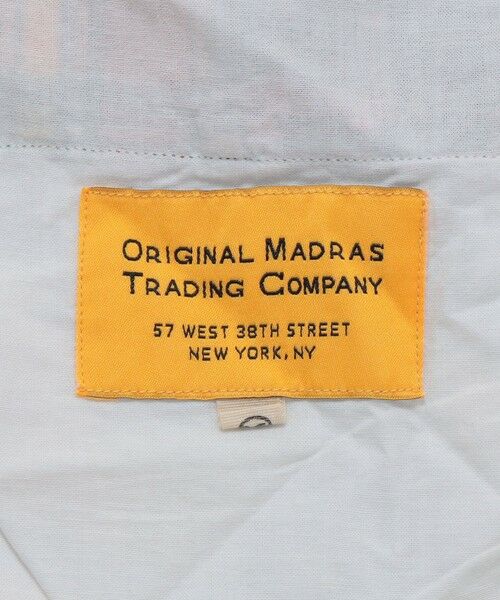 ORIGINAL MADRAS
TRADING COMPANY
57 WEST 38TH STREET
NEW YORK, NY